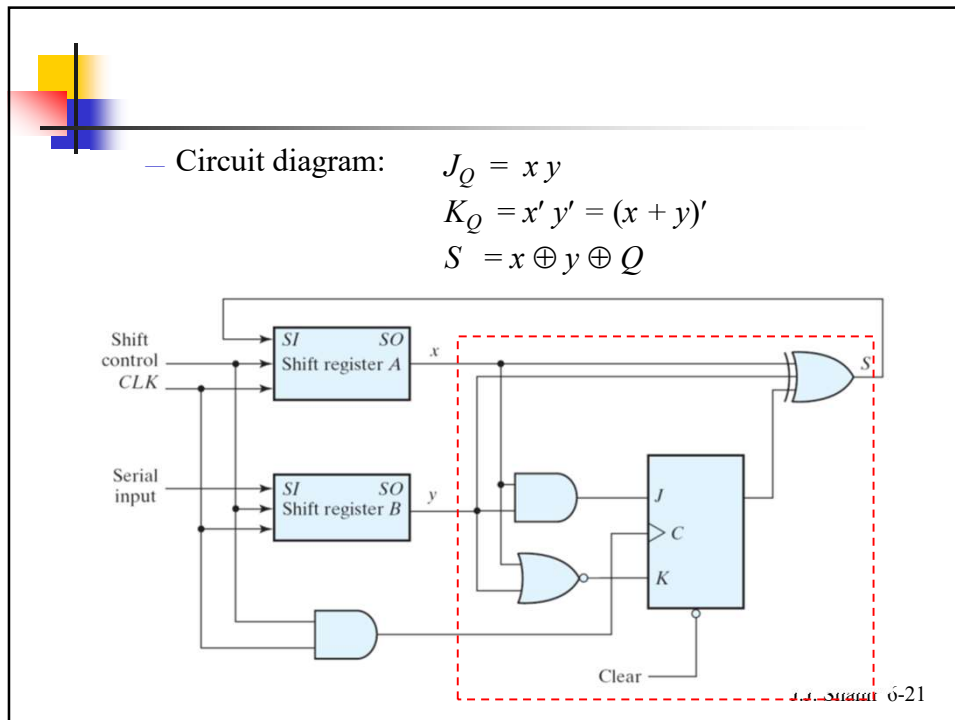 — Circuit diagram:
J_Q = x y
K_Q = x′ y′ = (x + y)′
S = x ⊕ y ⊕ Q
Shift control
CLK
SI SO
Shift register A
x
S
Serial input
SI SO
Shift register B
y
J
C
K
Clear
6-21